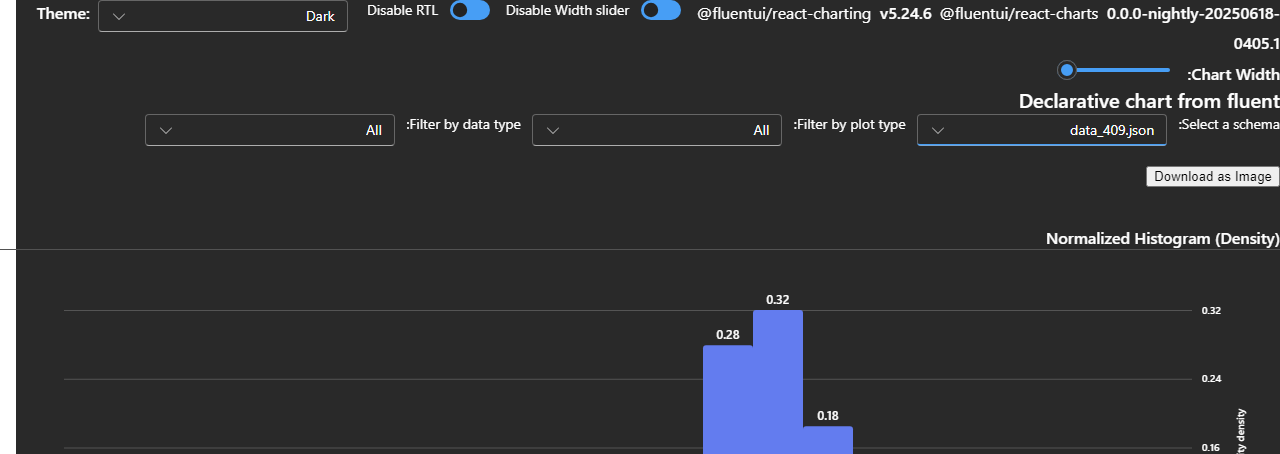 Theme: Dark Disable RTL Disable Width slider @fluentui/react-charting v5.24.6 @fluentui/react-charts 0.0.0-nightly-20250618-
0405.1
:Chart Width
Declarative chart from fluent
:Select a schema data_409.json :Filter by plot type All :Filter by data type All
Download as Image
Normalized Histogram (Density)
0.32
0.32
0.28
0.24
0.18
0.16
density